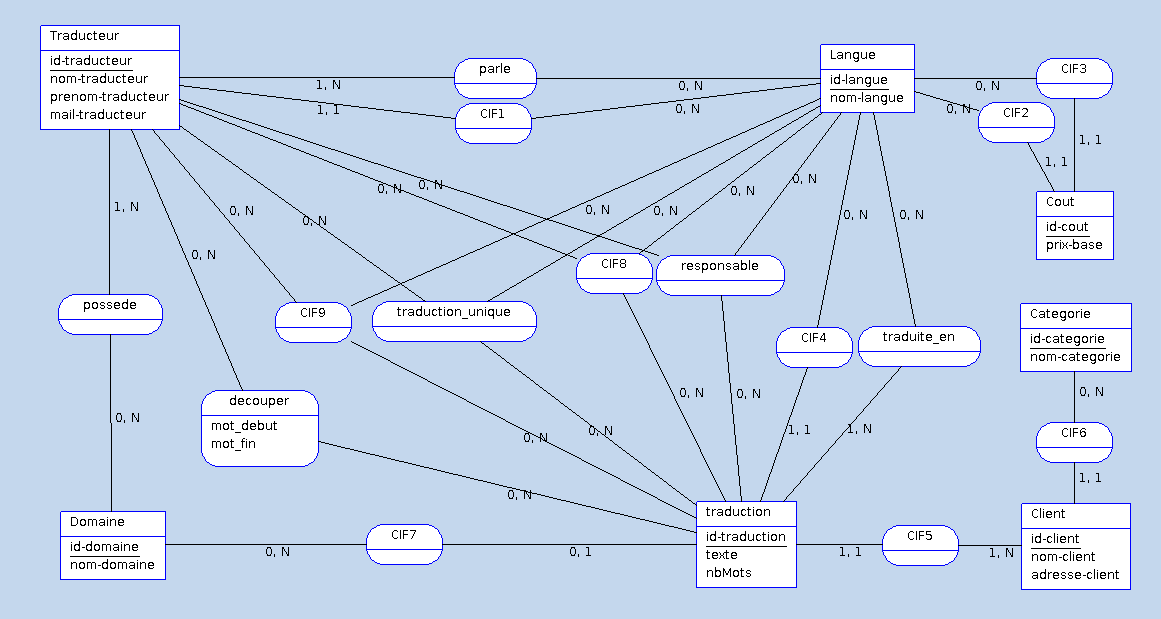 Traducteur
id-traducteur
nom-traducteur
prenom-traducteur
mail-traducteur
parle
1, N
0, N
CIF1
1, 1
0, N
Langue
id-langue
nom-langue
CIF3
0, N
CIF2
0, N
1, 1
1, 1
Cout
id-cout
prix-base
0, N
0, N
0, N
0, N
1, N
0, N
0, N
0, N
0, N
0, N
0, N
0, N
0, N
possede
CIF9
traduction_unique
CIF8
responsable
CIF4
traduite_en
Categorie
id-categorie
nom-categorie
decouper
mot_debut
mot_fin
0, N
0, N
0, N
0, N
0, N
0, N
1, 1
1, N
0, N
CIF6
1, 1
0, N
Domaine
id-domaine
nom-domaine
CIF7
0, N
0, 1
traduction
id-traduction
texte
nbMots
CIF5
1, 1
1, N
Client
id-client
nom-client
adresse-client